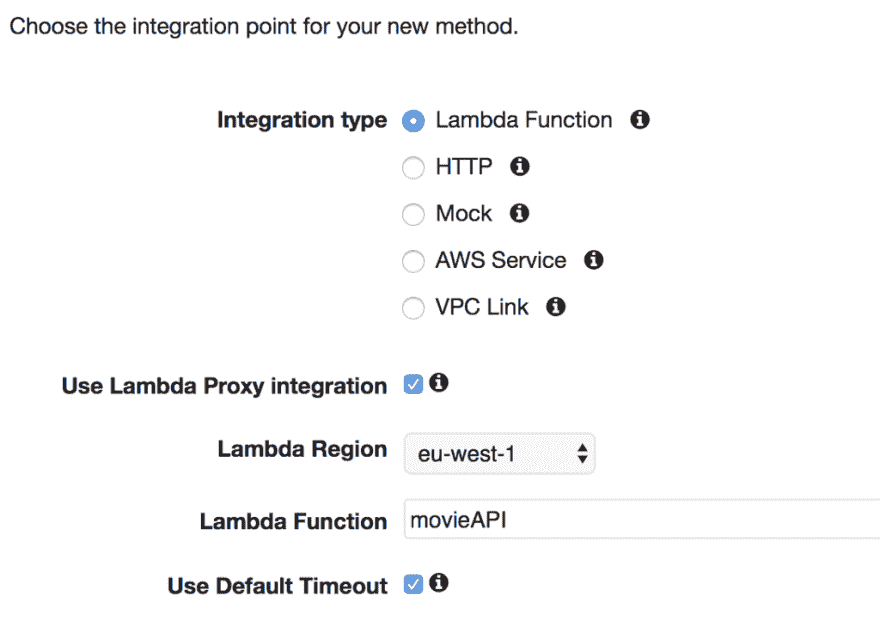 Choose the integration point for your new method.
Integration type Lambda Function
HTTP
Mock
AWS Service
VPC Link
Use Lambda Proxy integration
Lambda Region eu-west-1
Lambda Function movieAPI
Use Default Timeout